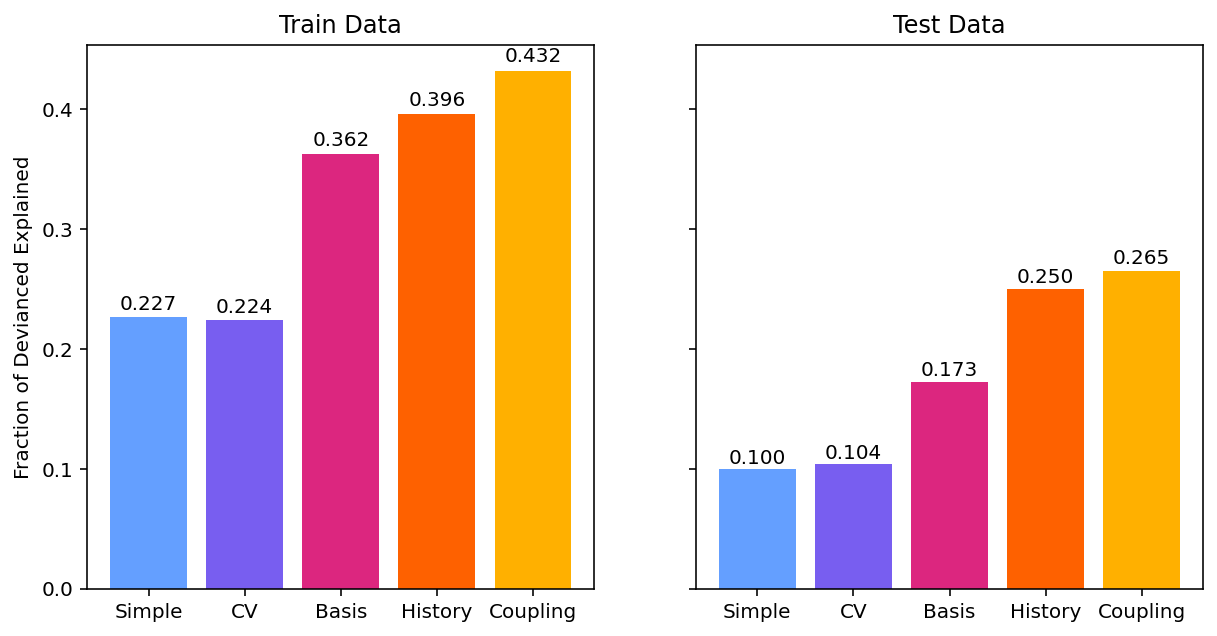 Train Data
Fraction of Devianced Explained
0.4
0.3
0.2
0.1
0.0
0.227
0.224
0.362
0.396
0.432
Simple
CV
Basis
History
Coupling
Test Data
0.100
0.104
0.173
0.250
0.265
Simple
CV
Basis
History
Coupling